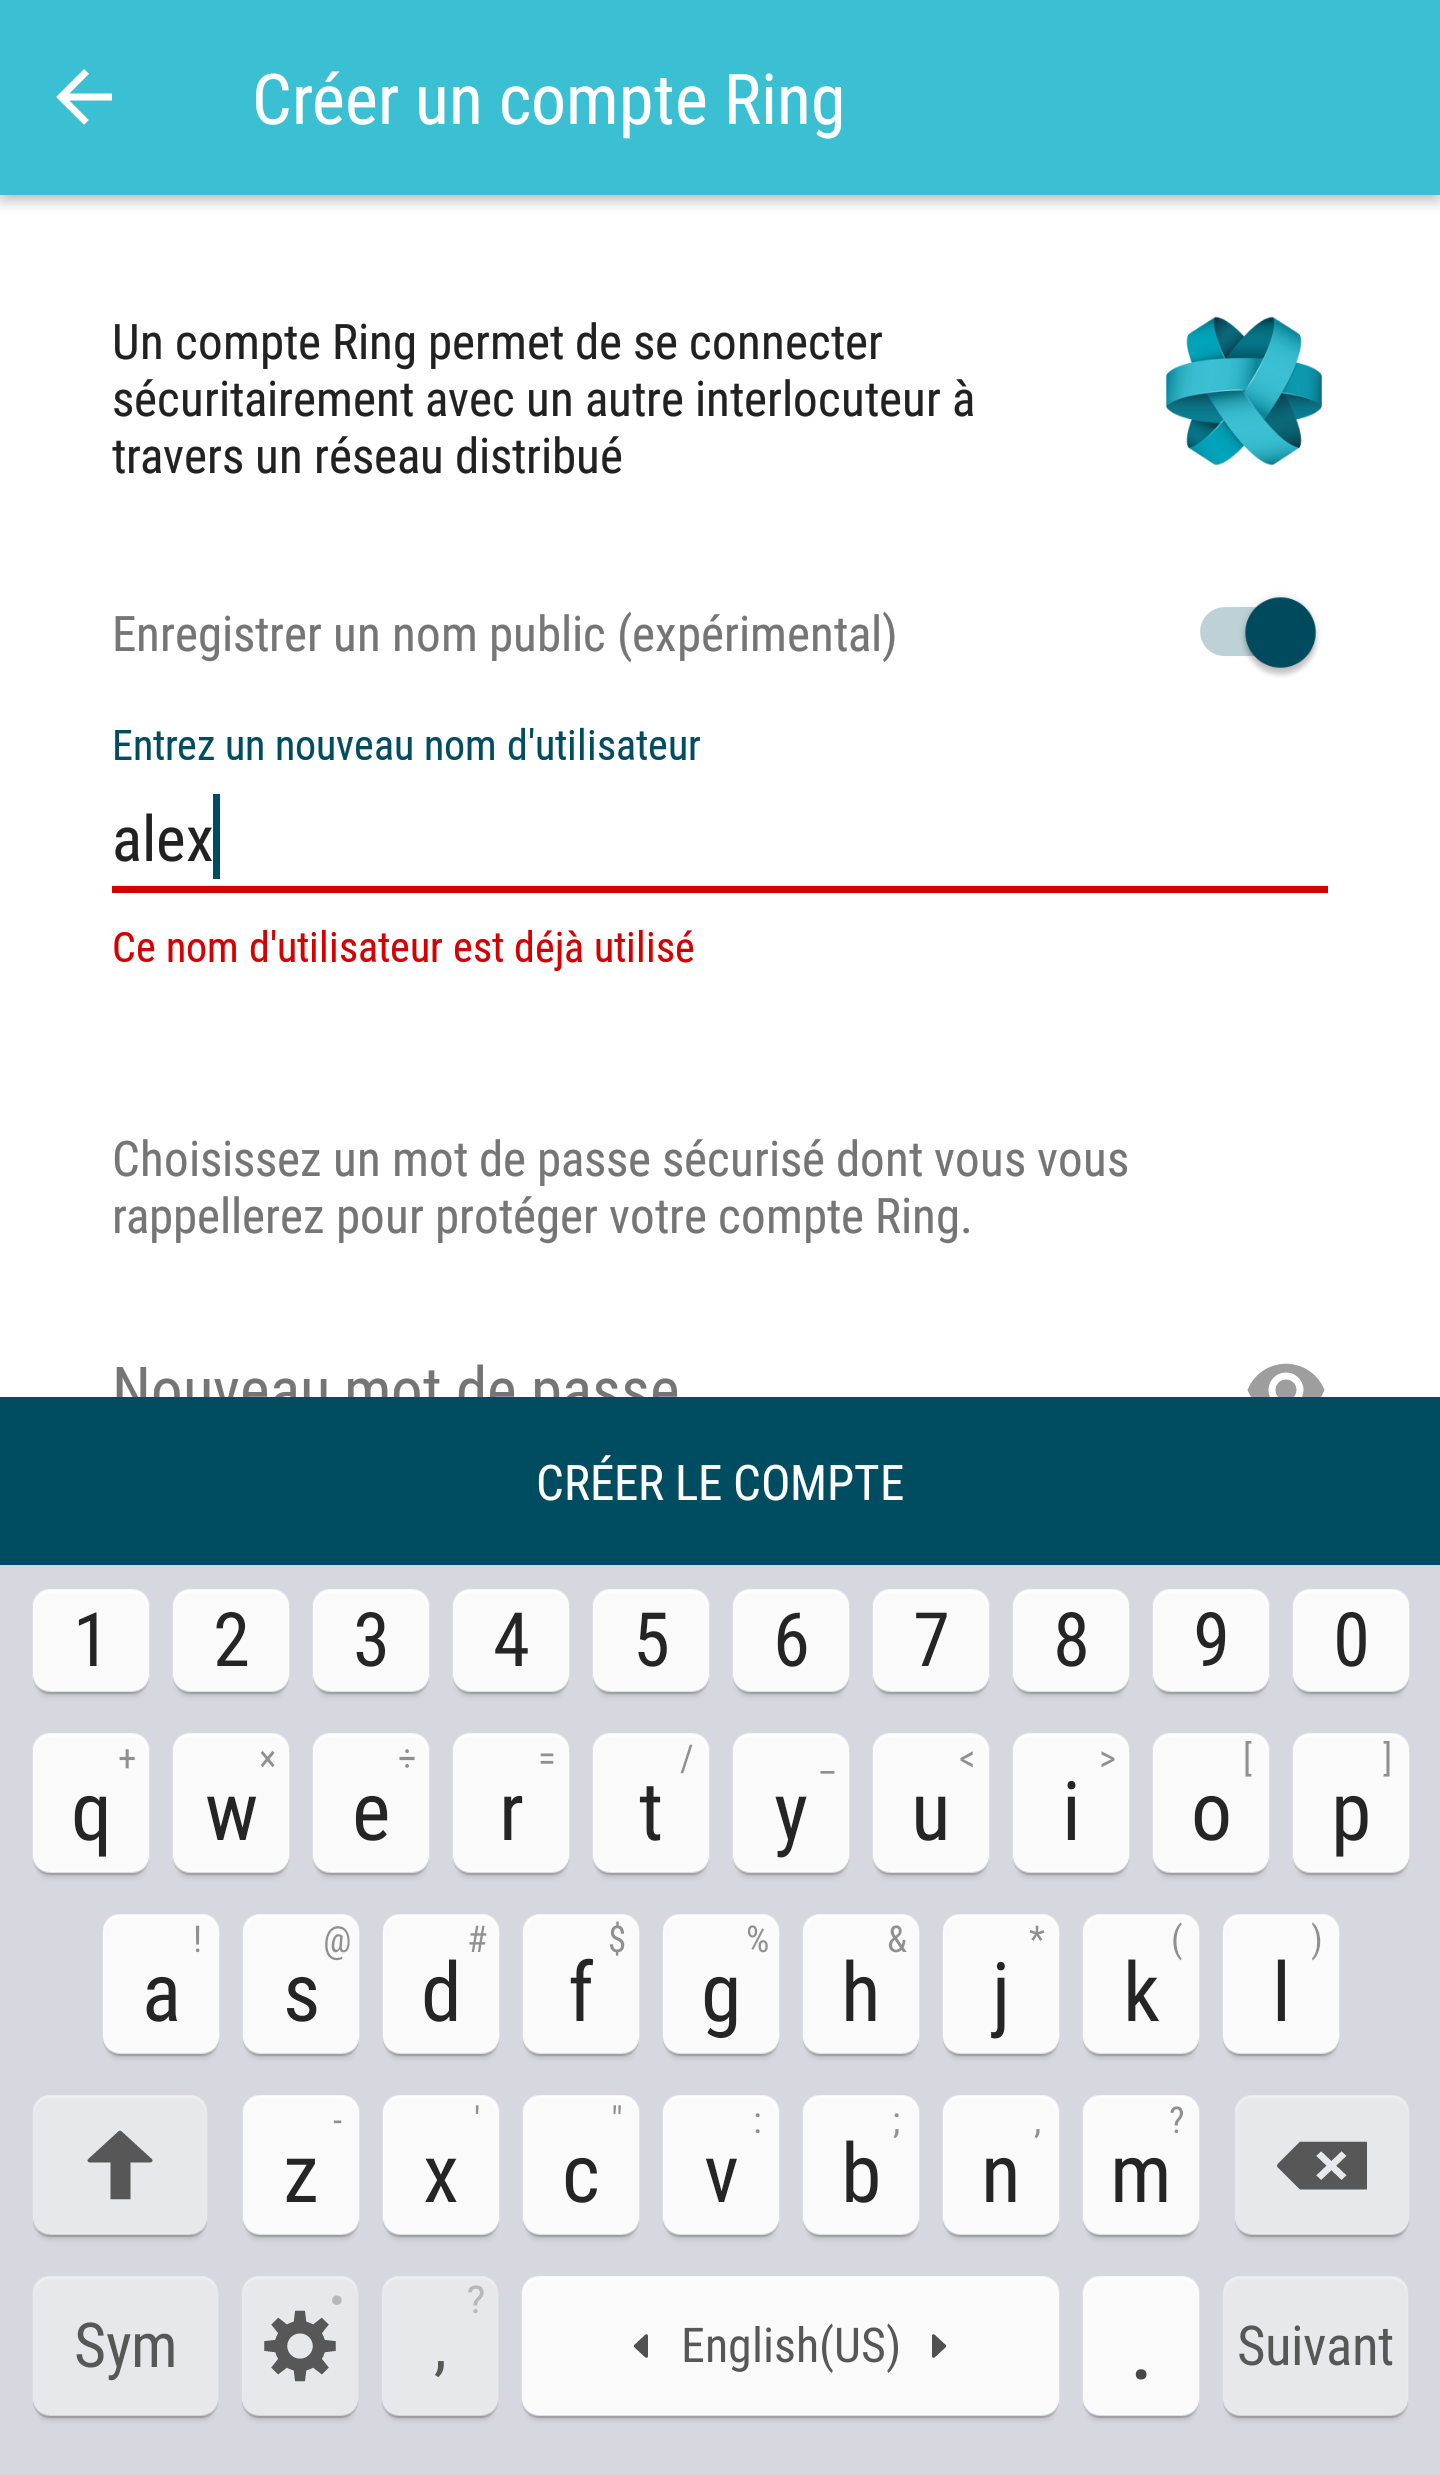 Créer un compte Ring
Un compte Ring permet de se connecter
sécuritairement avec un autre interlocuteur à
travers un réseau distribué
Enregistrer un nom public (expérimental)
Entrez un nouveau nom d'utilisateur
alex
Ce nom d'utilisateur est déjà utilisé
Choisissez un mot de passe sécurisé dont vous vous
rappellerez pour protéger votre compte Ring.
Nouveau mot de passe
CRÉER LE COMPTE
1 2 3 4 5 6 7 8 9 0
+ × ÷ = / _ < > [ ]
q w e r t y u i o p
! @ # $ % & * ( )
a s d f g h j k l
- ' " : ; , ?
z x c v b n m
?
Sym , English(US) . Suivant